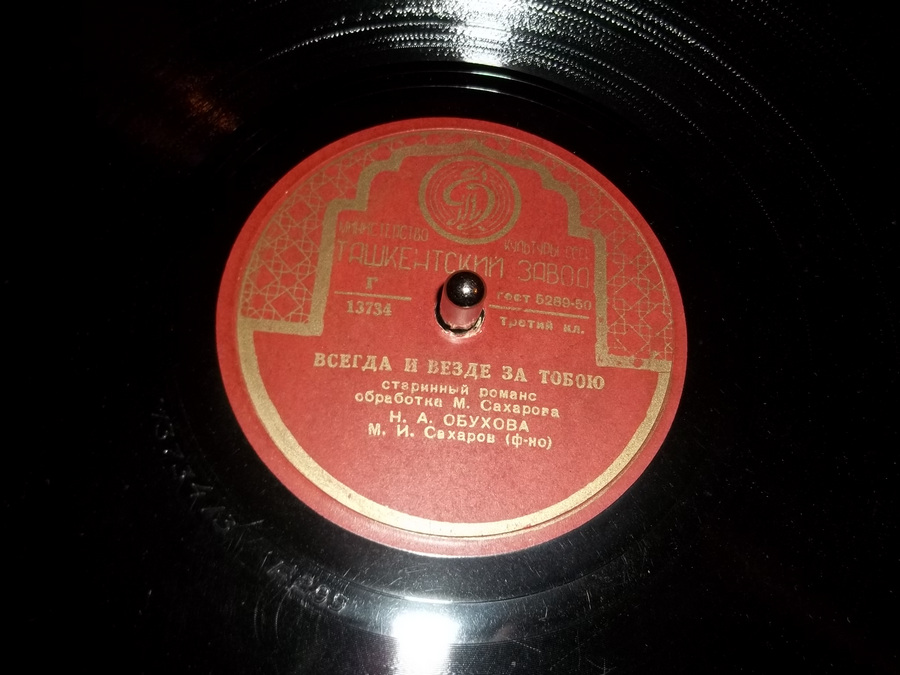 МИНИСТЕРСТВО КУЛЬТУРЫ
ТАШКЕНТСКИЙ ЗАВОД
Г
13734
ГОСТ 5289-50
Третий кл.
ВСЕГДА И ВЕЗДЕ ЗА ТОБОЮ
старинный романс
обработка М. Сахарова
Н. А. ОБУХОВА
М. И. Сахаров (ф-но)